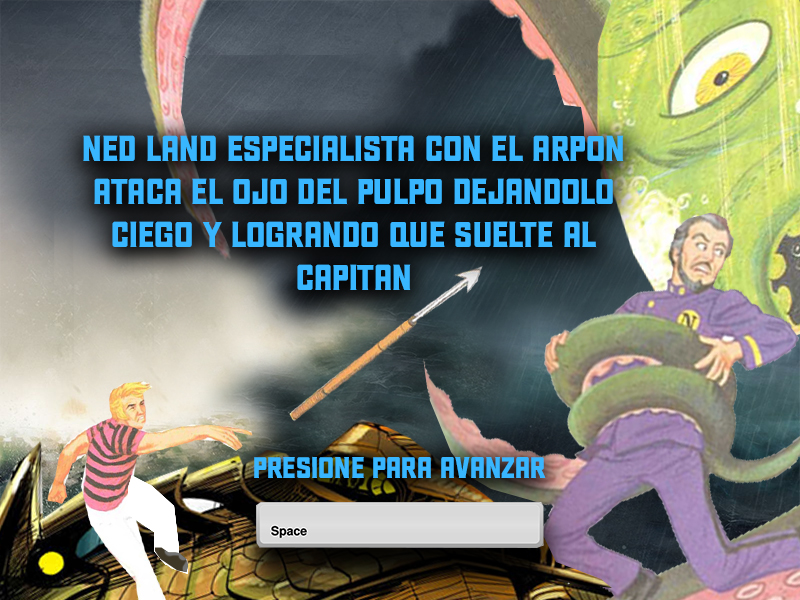 NED LAND ESPECIALISTA CON EL ARPON
ATACA EL OJO DEL PULPO DEJANDOLO
CIEGO Y LOGRANDO QUE SUELTE AL
CAPITAN
N
PRESIONE PARA AVANZAR
Space